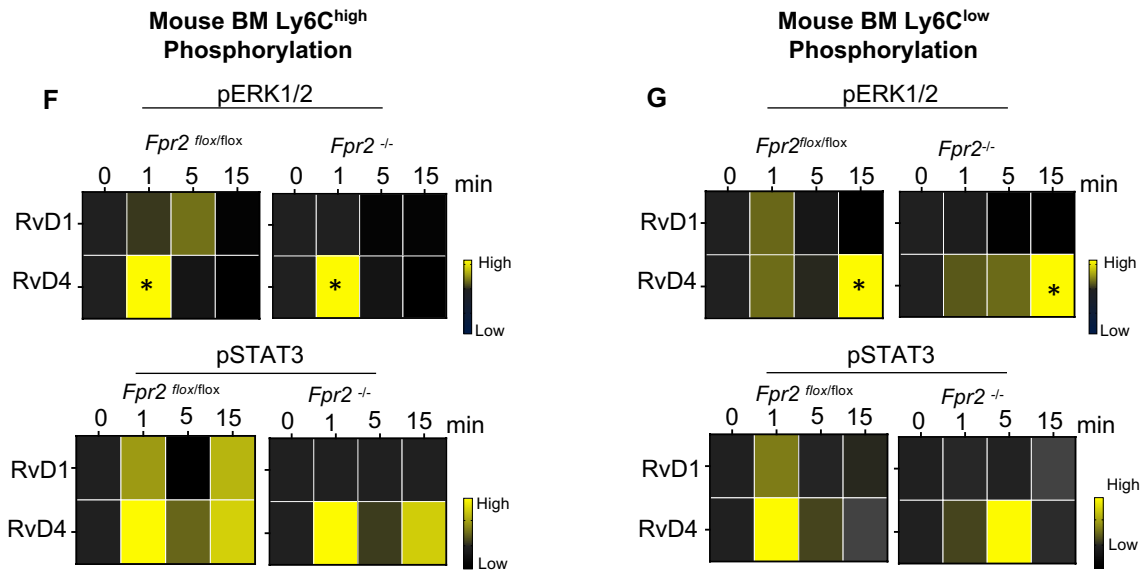 Mouse BM Ly6Chigh
Phosphorylation
F
pERK1/2
Fpr2 flox/flox
Fpr2 -/-
0 1 5 15 0 1 5 15 min
RvD1
RvD4
*
*
High
Low
pSTAT3
Fpr2 flox/flox
Fpr2 -/-
0 1 5 15 0 1 5 15 min
RvD1
RvD4
High
Low
Mouse BM Ly6Clow
Phosphorylation
G
pERK1/2
Fpr2flox/flox
Fpr2-/-
0 1 5 15 0 1 5 15 min
RvD1
RvD4
*
*
High
Low
pSTAT3
Fpr2 flox/flox
Fpr2 -/-
0 1 5 15 0 1 5 15 min
RvD1
RvD4
High
Low